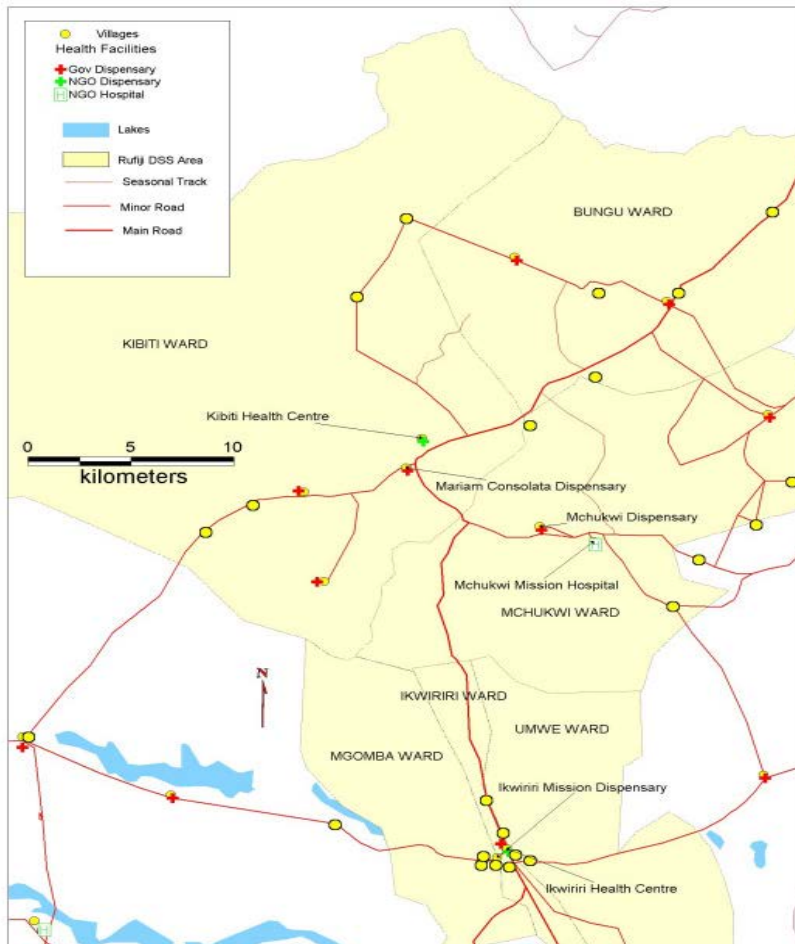 Villages
Health Facilities
Gov Dispensary
NGO Dispensary
H NGO Hospital
Lakes
Rufiji DSS Area
Seasonal Track
Minor Road
Main Road
BUNGU WARD
KIBITI WARD
Kibiti Health Centre
0 5 10
kilometers
Mariam Consolata Dispensary
Mchukwi Dispensary
H
Mchukwi Mission Hospital
MCHUKWI WARD
N
IKWIRIRI WARD
UMWE WARD
MGOMBA WARD
Ikwiriri Mission Dispensary
Ikwiriri Health Centre
H